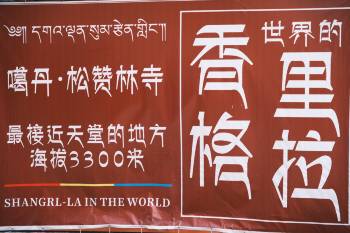 ༄༅།། དགའ་ལྡན་སུམ་རྩེན་གླིང།
噶丹·松赞林寺
最接近天堂的地方
海拔3300米
SHANGRL-LA IN THE WORLD
世界的
香格
里拉